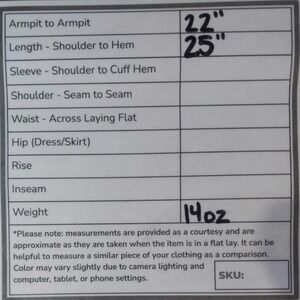 Armpit to Armpit 22"
Length - Shoulder to Hem 25"
Sleeve - Shoulder to Cuff Hem
Shoulder - Seam to Seam
Waist - Across Laying Flat
Hip (Dress/Skirt)
Rise
Inseam
Weight 14oz
*Please note: measurements are provided as a courtesy and are
approximate as they are taken when the item is in a flat lay. It can be
helpful to measure a similar piece of your clothing as a comparison.
Color may vary slightly due to camera lighting and
computer, tablet, or phone settings.
SKU: